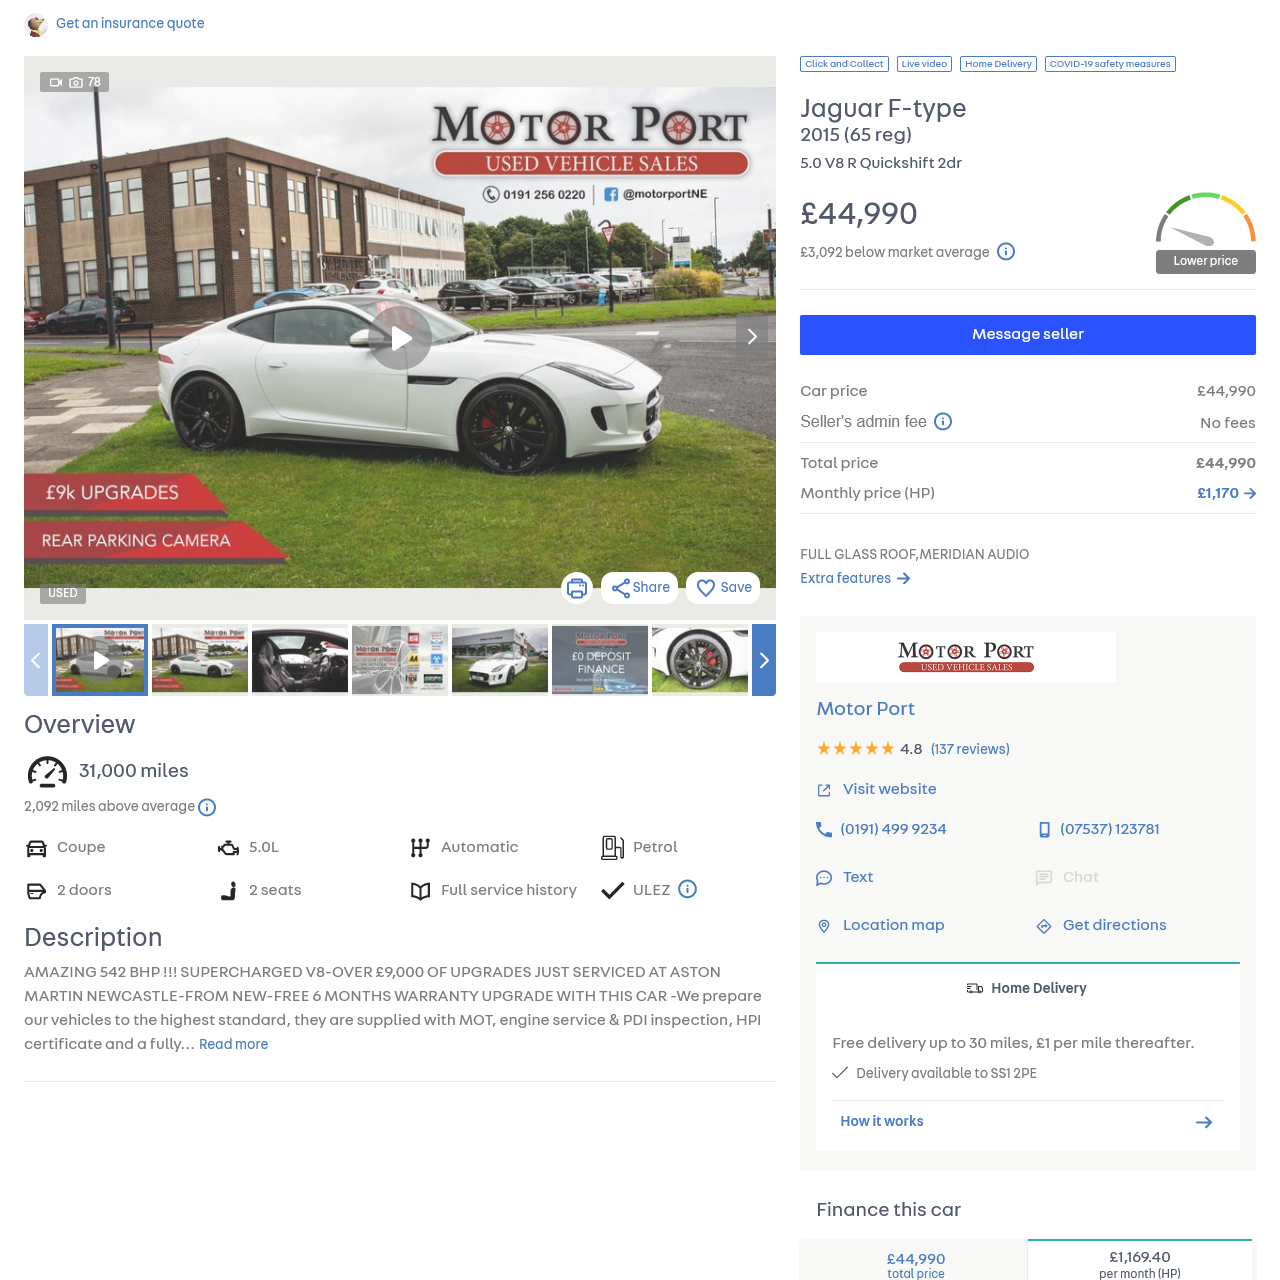 Get an insurance quote
78
MOTOR PORT
USED VEHICLE SALES
0191 256 0220 @motorportNE
£9k UPGRADES
REAR PARKING CAMERA
USED
Share
Save
MOTOR PORT
MOTOR PORT
£0 DEPOSIT
FINANCE
Overview
31,000 miles
2,092 miles above average
Coupe
5.0L
Automatic
Petrol
2 doors
2 seats
Full service history
ULEZ
Description
AMAZING 542 BHP !!! SUPERCHARGED V8-OVER £9,000 OF UPGRADES JUST SERVICED AT ASTON
MARTIN NEWCASTLE-FROM NEW-FREE 6 MONTHS WARRANTY UPGRADE WITH THIS CAR -We prepare
our vehicles to the highest standard, they are supplied with MOT, engine service & PDI inspection, HPI
certificate and a fully... Read more
Click and Collect
Live video
Home Delivery
COVID-19 safety measures
Jaguar F-type
2015 (65 reg)
5.0 V8 R Quickshift 2dr
£44,990
£3,092 below market average
Lower price
Message seller
Car price £44,990
Seller's admin fee No fees
Total price £44,990
Monthly price (HP) £1,170
FULL GLASS ROOF,MERIDIAN AUDIO
Extra features
MOTOR PORT
USED VEHICLE SALES
Motor Port
4.8 (137 reviews)
Visit website
(0191) 499 9234
(07537) 123781
Text
Chat
Location map
Get directions
Home Delivery
Free delivery up to 30 miles, £1 per mile thereafter.
Delivery available to SS1 2PE
How it works
Finance this car
£44,990
total price
£1,169.40
per month (HP)